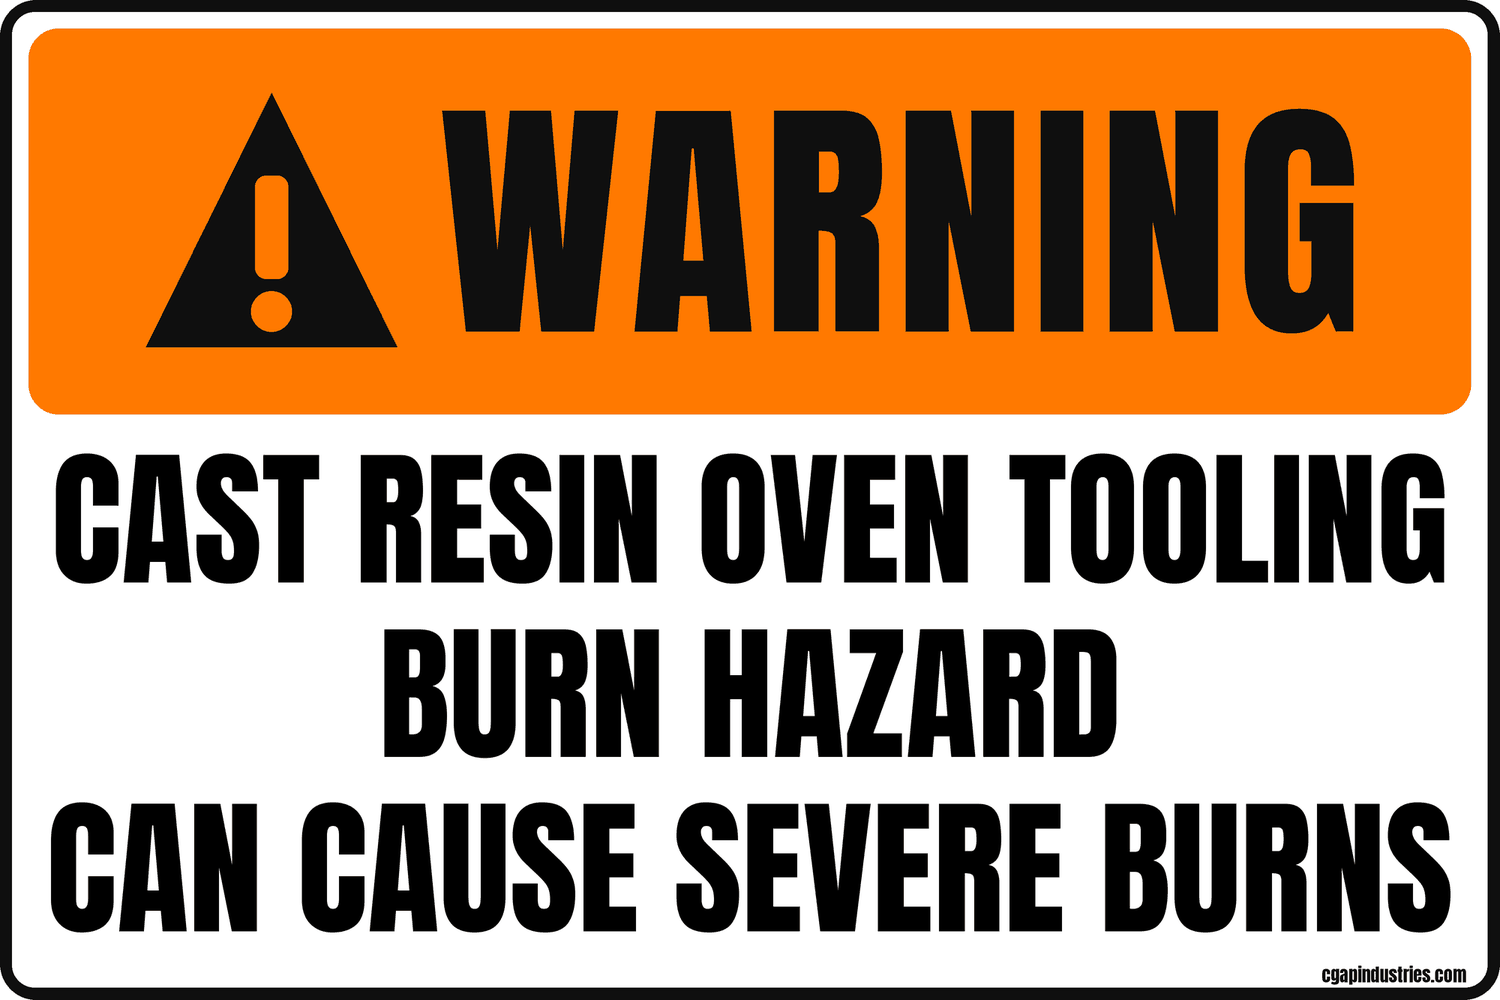 WARNING
CAST RESIN OVEN TOOLING
BURN HAZARD
CAN CAUSE SEVERE BURNS
cgapindustries.com